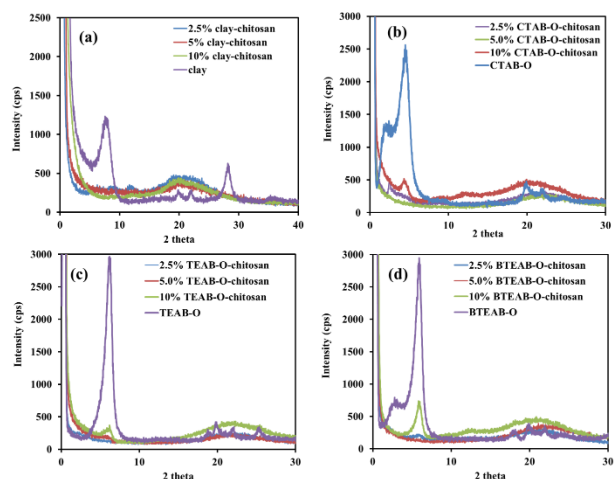 (a)
2.5% clay-chitosan
5% clay-chitosan
10% clay-chitosan
clay
Intensity (cps)
2500
2000
1500
1000
500
0
0 10 20 30 40
2 theta
(b)
2.5% CTAB-O-chitosan
5.0% CTAB-O-chitosan
10% CTAB-O-chitosan
CTAB-O
Intensity (cps)
3000
2500
2000
1500
1000
500
0
0 10 20 30
2 theta
(c)
2.5% TEAB-O-chitosan
5.0% TEAB-O-chitosan
10% TEAB-O-chitosan
TEAB-O
Intensity (cps)
3000
2500
2000
1500
1000
500
0
0 10 20 30
2 theta
(d)
2.5% BTEAB-O-chitosan
5.0% BTEAB-O-chitosan
10% BTEAB-O-chitosan
BTEAB-O
Intensity (cps)
3000
2500
2000
1500
1000
500
0
0 10 20 30
2 theta